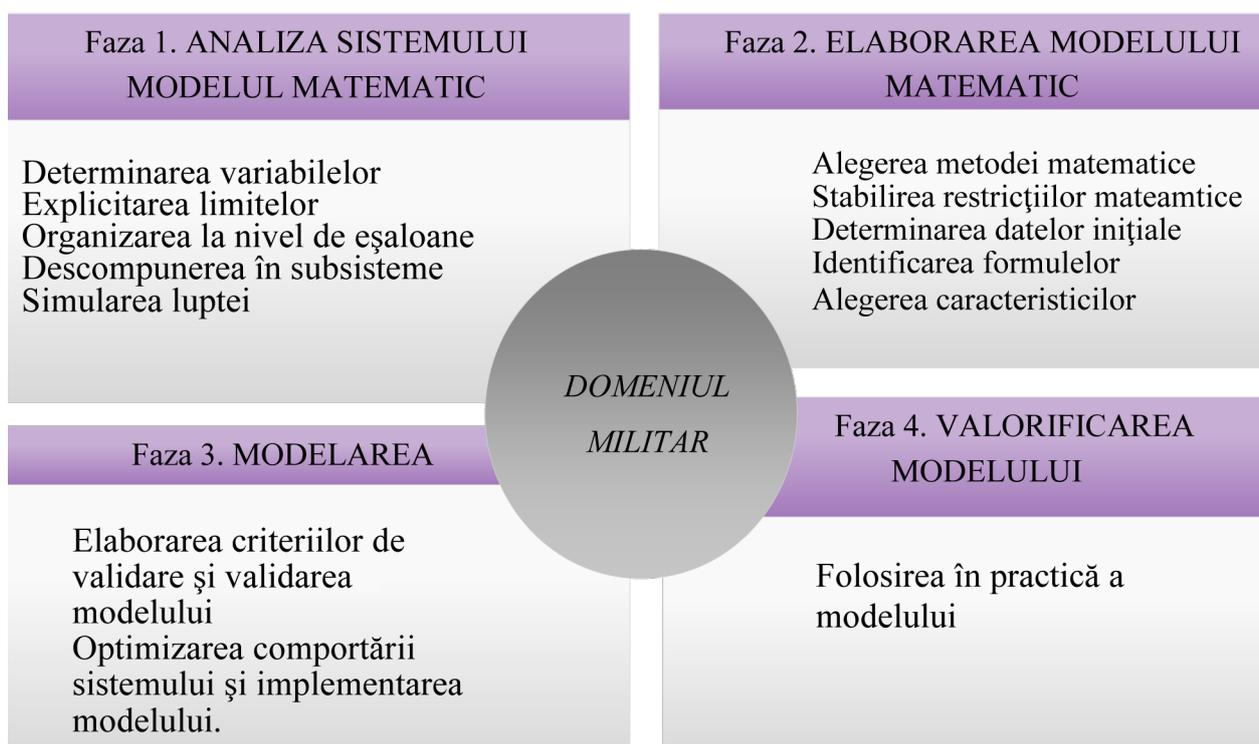 Faza 1. ANALIZA SISTEMULUI
MODELUL MATEMATIC
Determinarea variabilelor
Explicitarea limitelor
Organizarea la nivel de eşaloane
Descompunerea în subsisteme
Simularea luptei
Faza 2. ELABORAREA MODELULUI
MATEMATIC
Alegerea metodei matematice
Stabilirea restricţiilor mateamtice
Determinarea datelor iniţiale
Identificarea formulelor
Alegerea caracteristicilor
DOMENIUL
MILITAR
Faza 3. MODELAREA
Elaborarea criteriilor de
validare şi validarea
modelului
Optimizarea comportării
sistemului şi implementarea
modelului.
Faza 4. VALORIFICAREA
MODELULUI
Folosirea în practică a
modelului